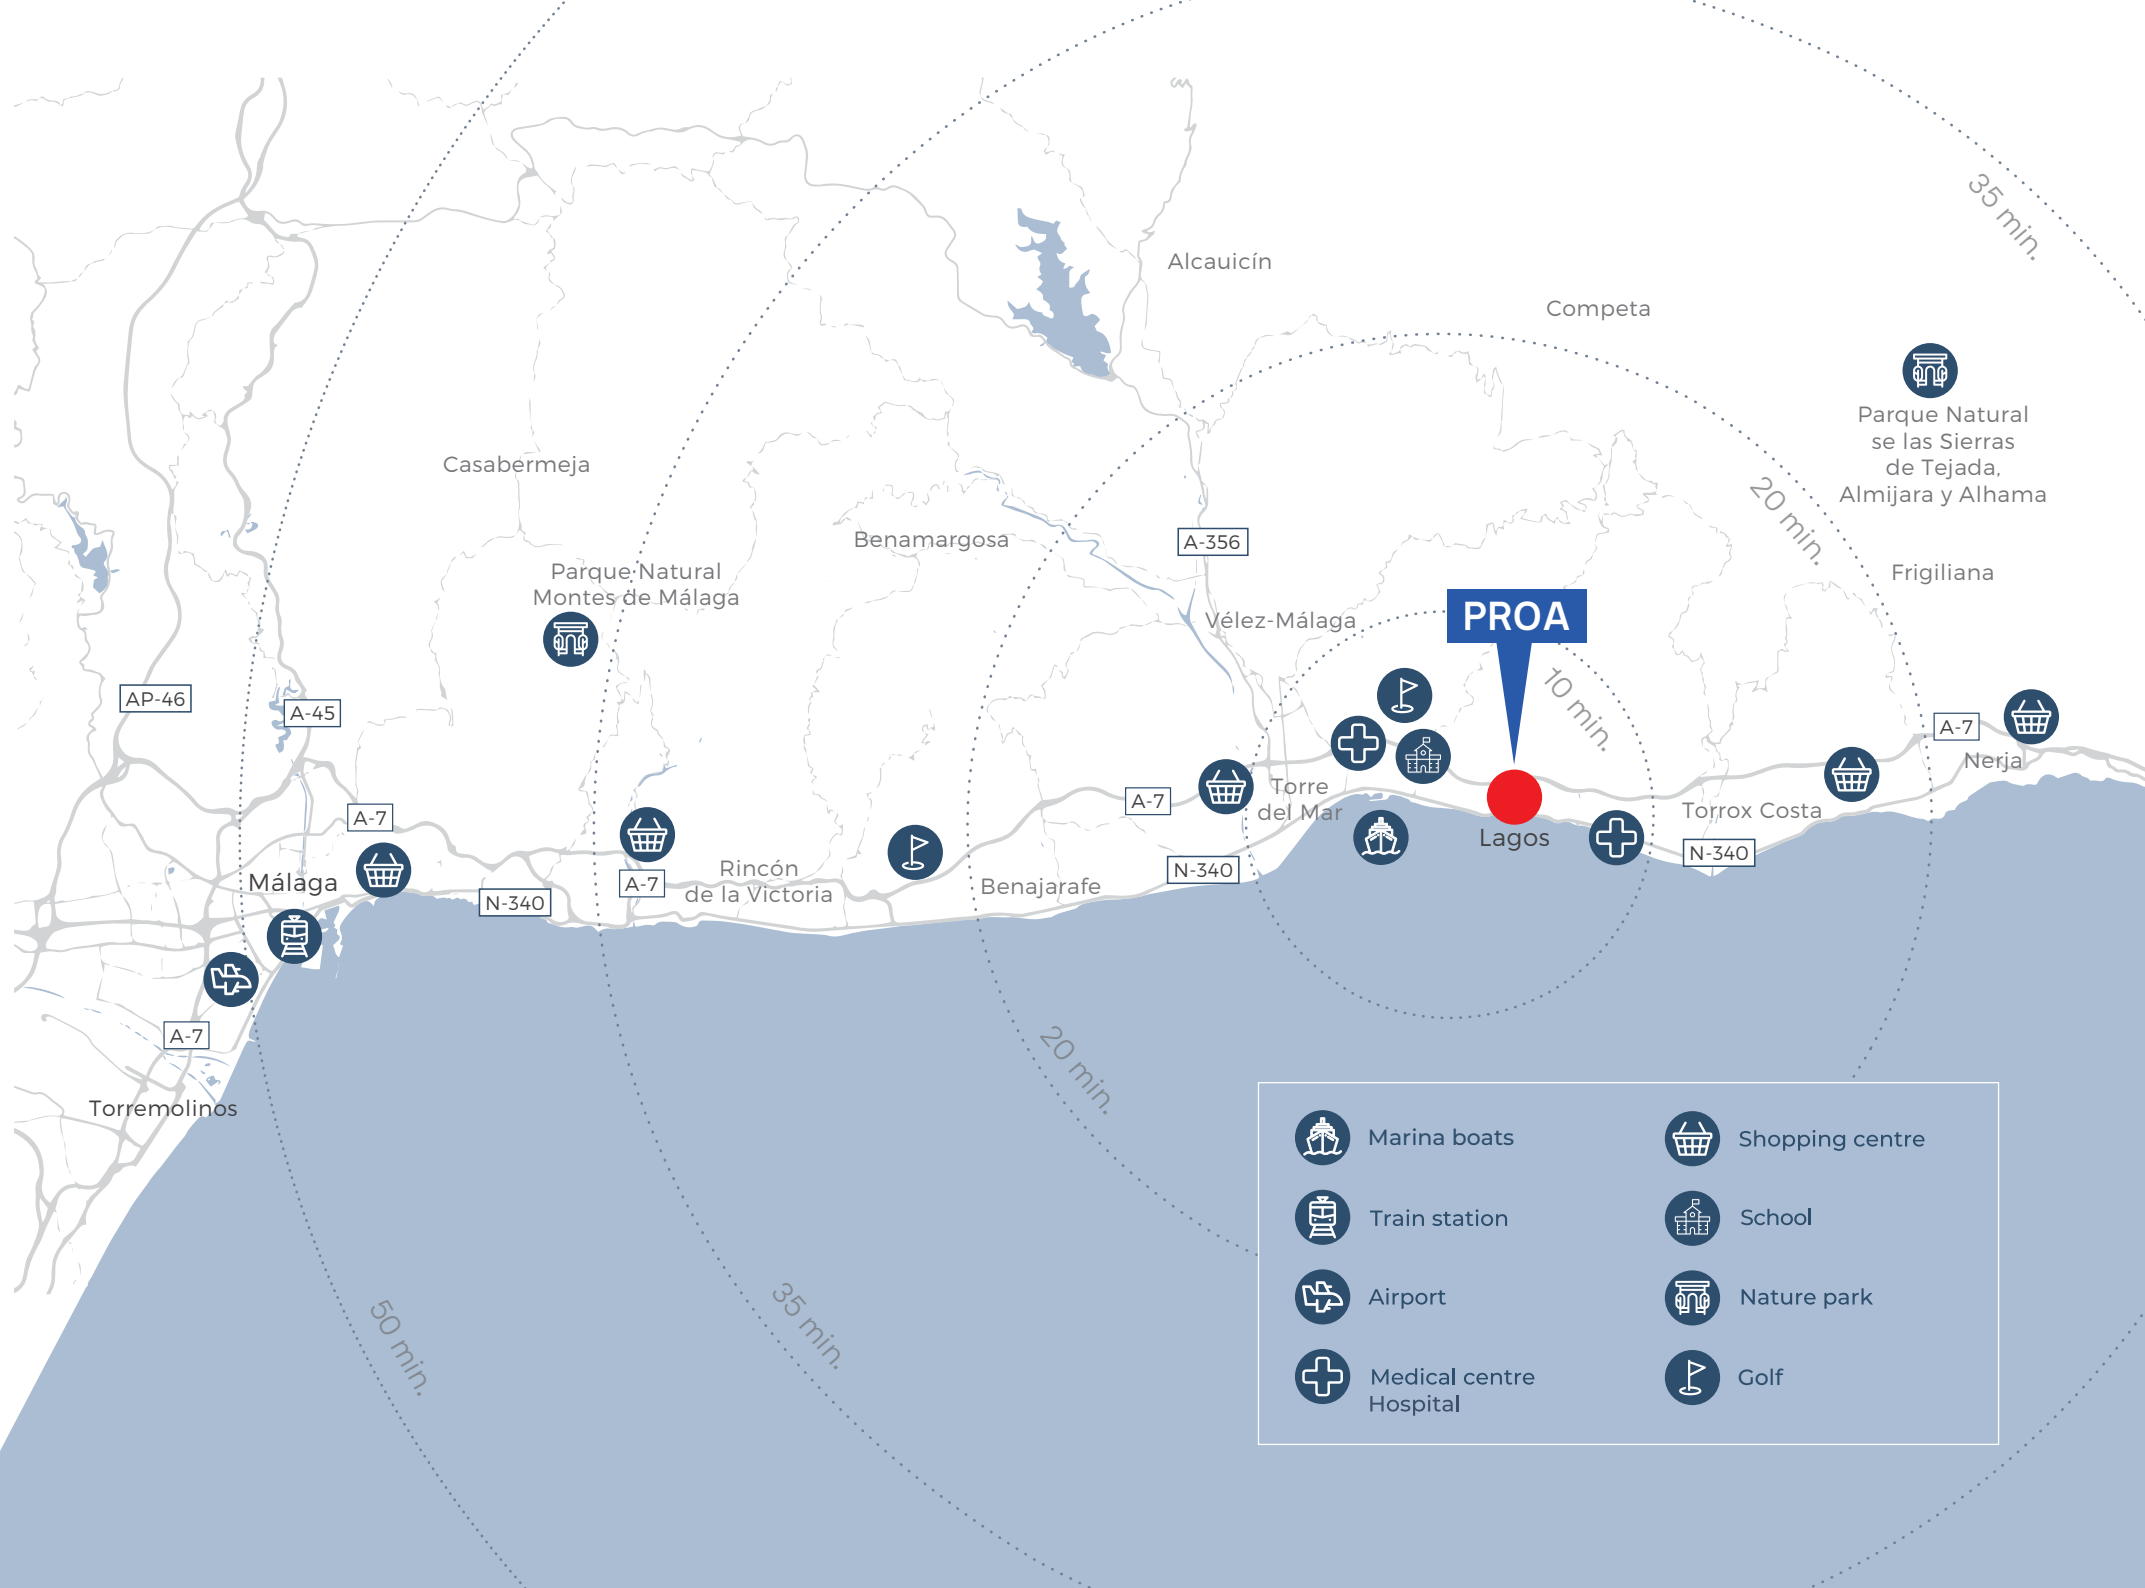 35 min.
Alcauicín
Competa
Parque Natural
se las Sierras
de Tejada,
Almijara y Alhama
Casabermeja
20 min.
Benamargosa
A-356
Parque Natural
Montes de Málaga
Frigiliana
Vélez-Málaga
PROA
10 min.
AP-46
A-45
A-7
Nerja
Torre
del Mar
A-7
A-7
Torrox Costa
Lagos
N-340
Málaga
Rincón
de la Victoria
A-7
Benajarafe
N-340
N-340
A-7
20 min.
Torremolinos
50 min.
35 min.
Marina boats
Shopping centre
Train station
School
Airport
Nature park
Medical centre
Hospital
Golf